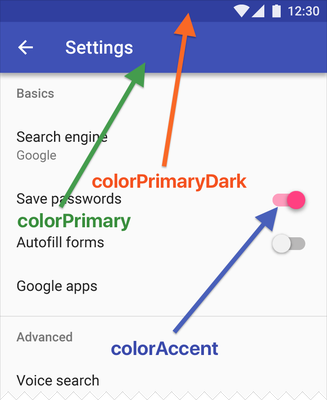 12:30
Settings
Basics
Search engine
Google
colorPrimaryDark
Save passwords
colorPrimary
Autofill forms
Google apps
Advanced
colorAccent
Voice search